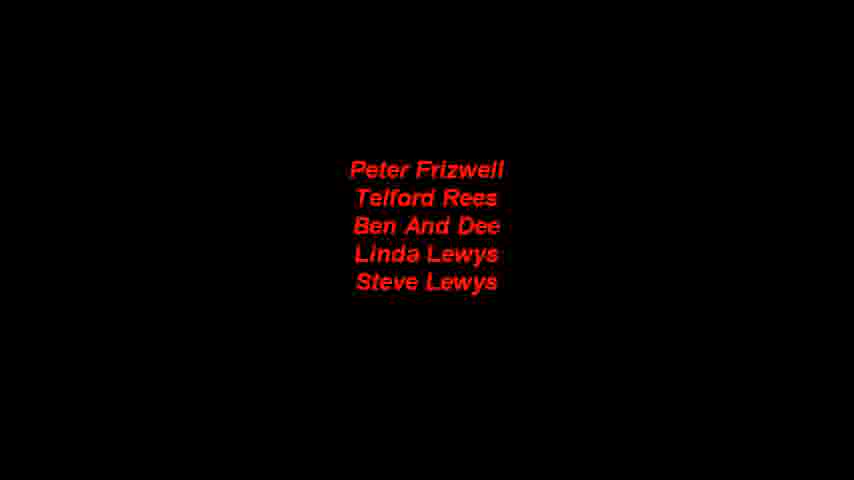 Peter Frizwell
Telford Rees
Ben And Dee
Linda Lewys
Steve Lewys